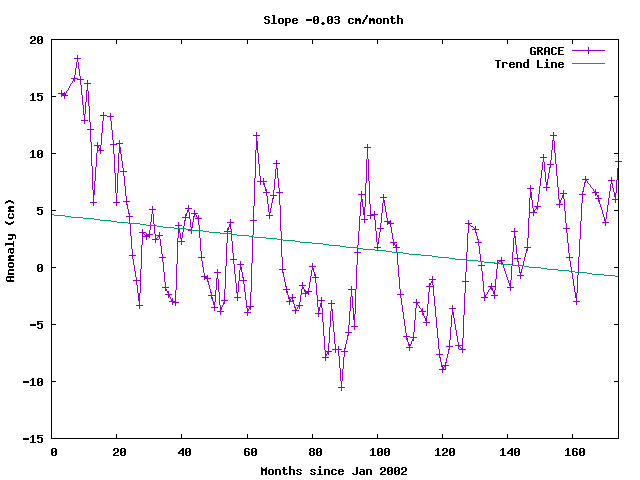 Slope -0.03 cm/month
GRACE
Trend Line
20
15
10
5
0
-5
-10
-15
Anomaly (cm)
0 20 40 60 80 100 120 140 160
Months since Jan 2002